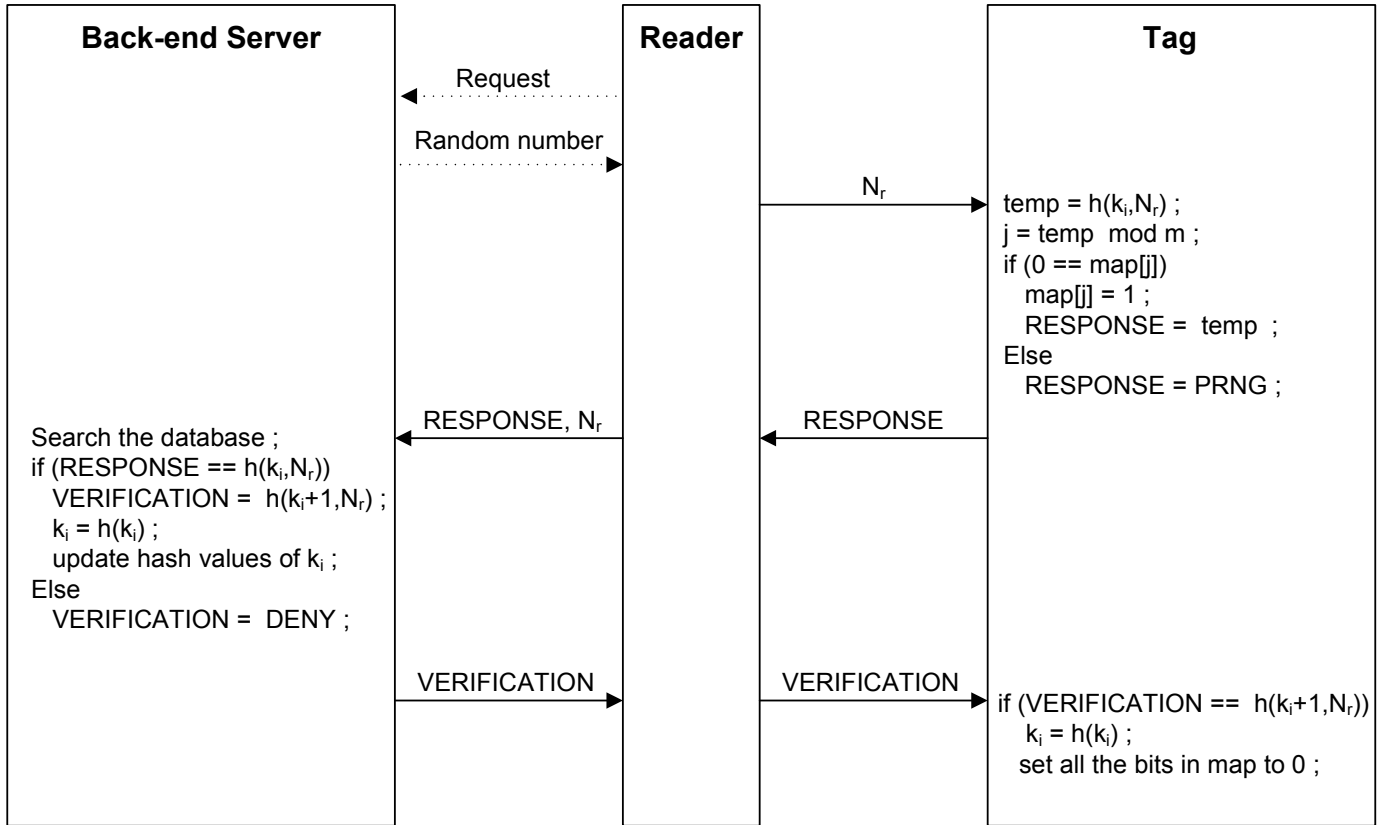 Back-end Server
Reader
Tag
Request
Random number
Nᵣ
temp = h(kᵢ,Nᵣ) ;
j = temp mod m ;
if (0 == map[j])
map[j] = 1 ;
RESPONSE = temp ;
Else
RESPONSE = PRNG ;
RESPONSE
RESPONSE, Nᵣ
Search the database ;
if (RESPONSE == h(kᵢ,Nᵣ))
VERIFICATION = h(kᵢ+1,Nᵣ) ;
kᵢ = h(kᵢ) ;
update hash values of kᵢ ;
Else
VERIFICATION = DENY ;
VERIFICATION
VERIFICATION
if (VERIFICATION == h(kᵢ+1,Nᵣ))
kᵢ = h(kᵢ) ;
set all the bits in map to 0 ;